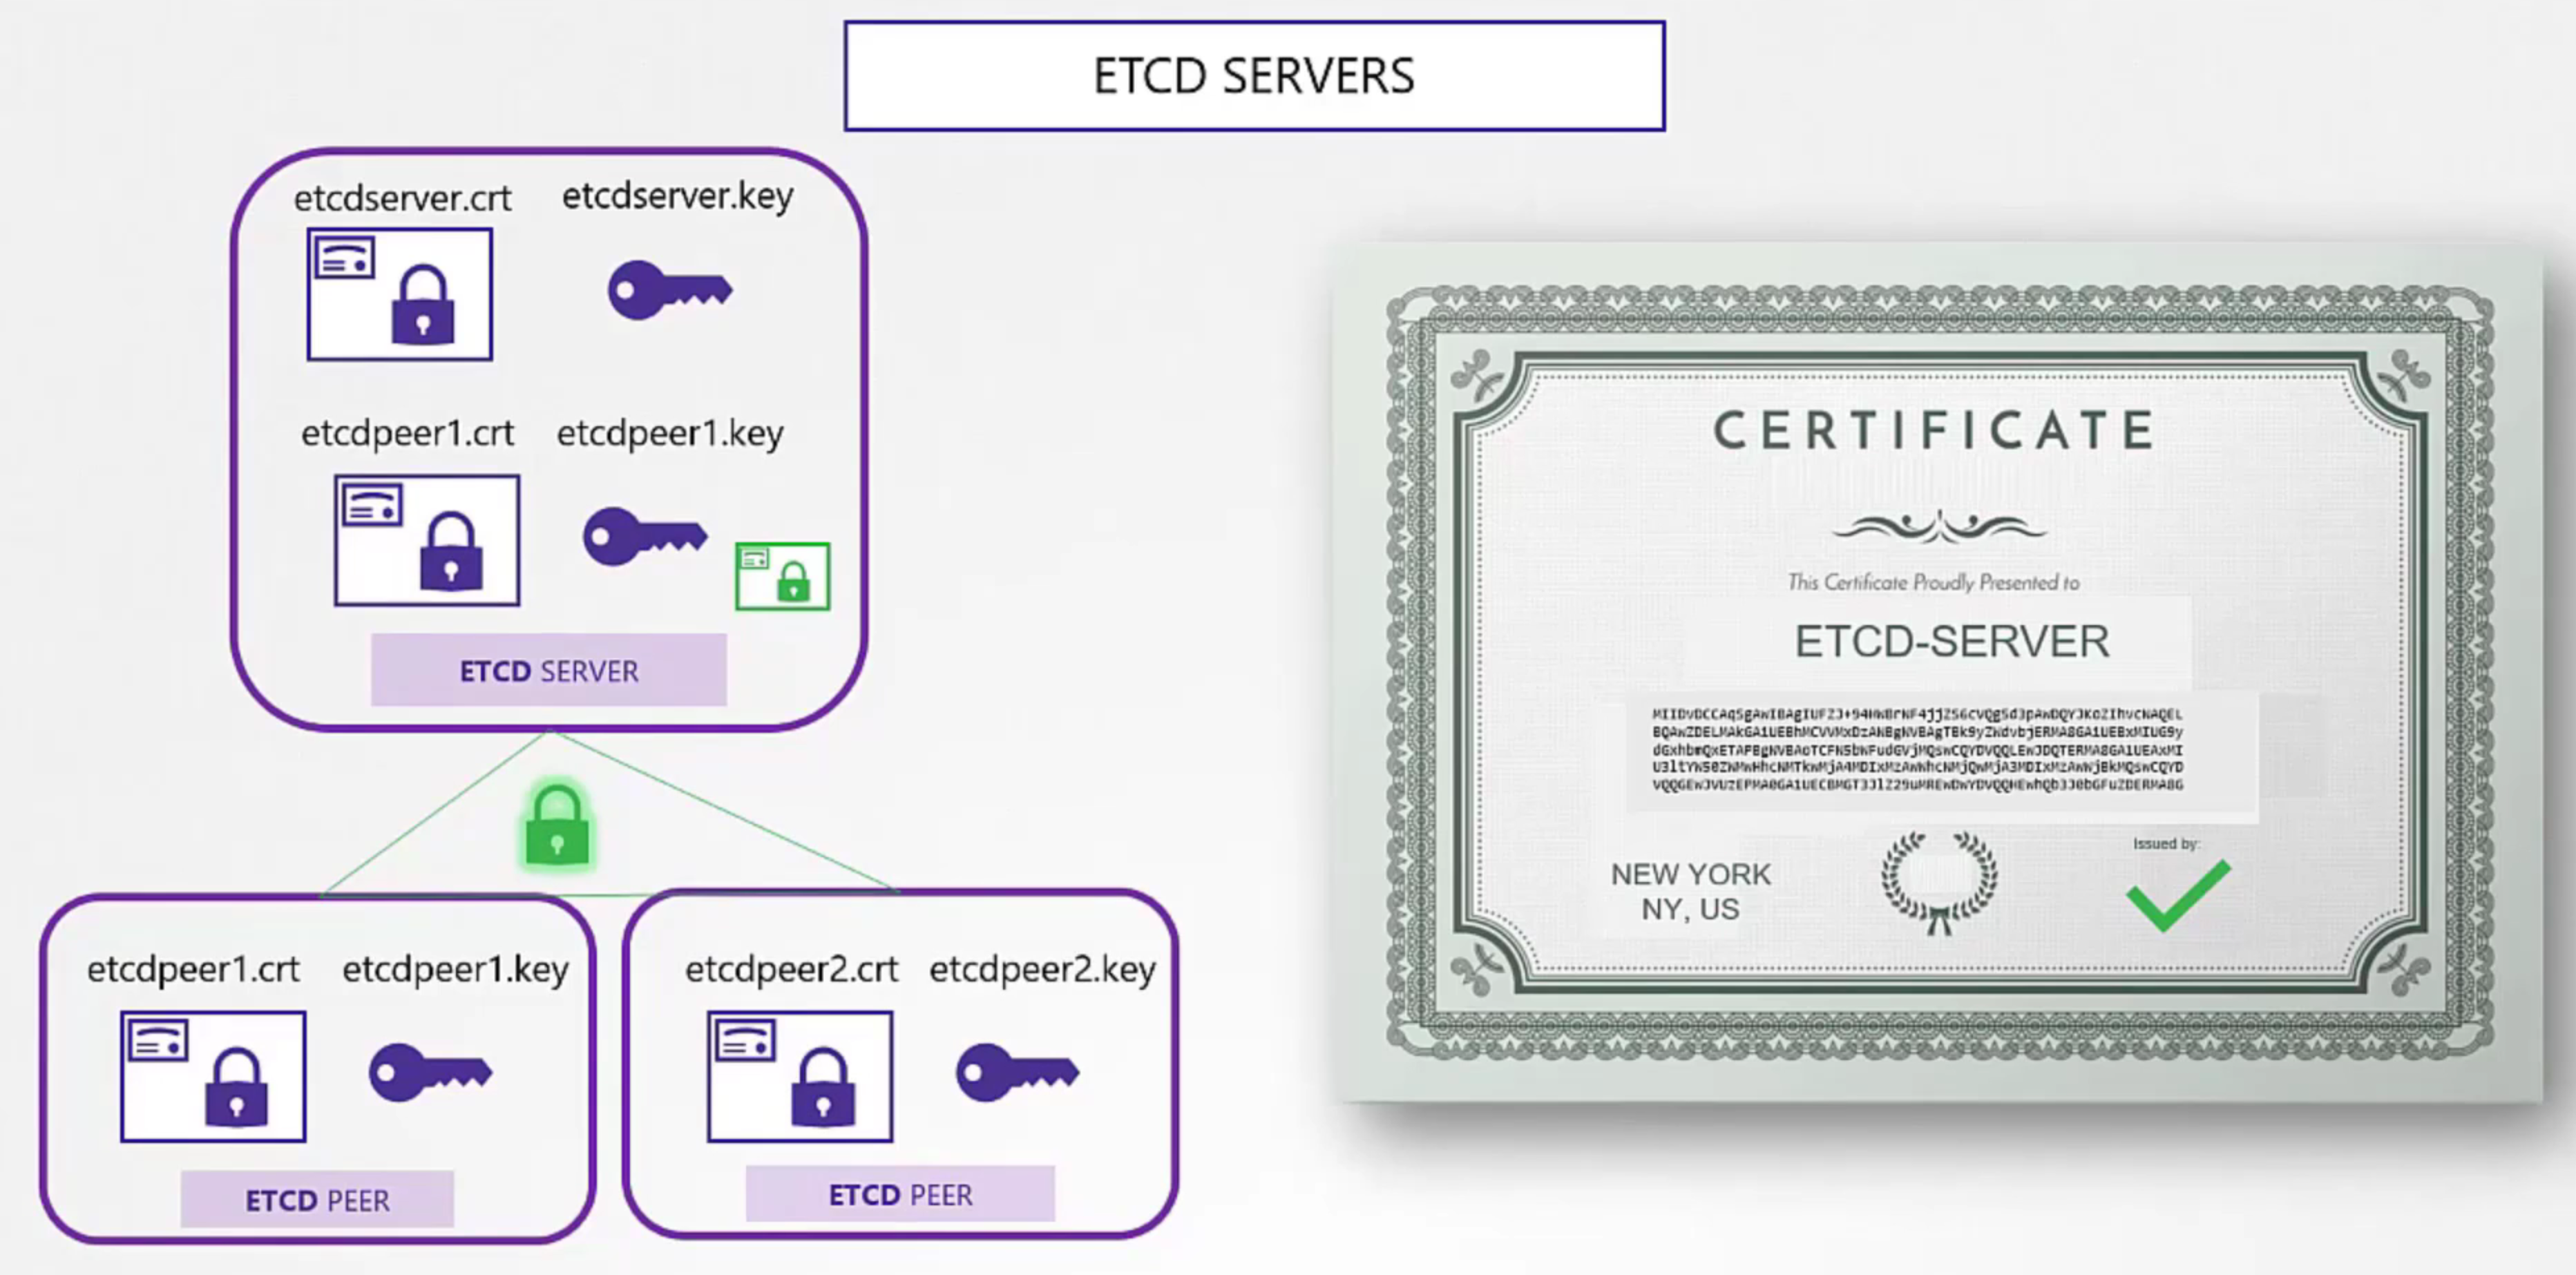 ETCD SERVERS
etcdserver.crt
etcdserver.key
etcdpeer1.crt
etcdpeer1.key
ETCD SERVER
etcdpeer1.crt
etcdpeer1.key
ETCD PEER
etcdpeer2.crt
etcdpeer2.key
ETCD PEER
CERTIFICATE
This Certificate Proudly Presented to
ETCD-SERVER
NEW YORK
NY, US
Issued by: